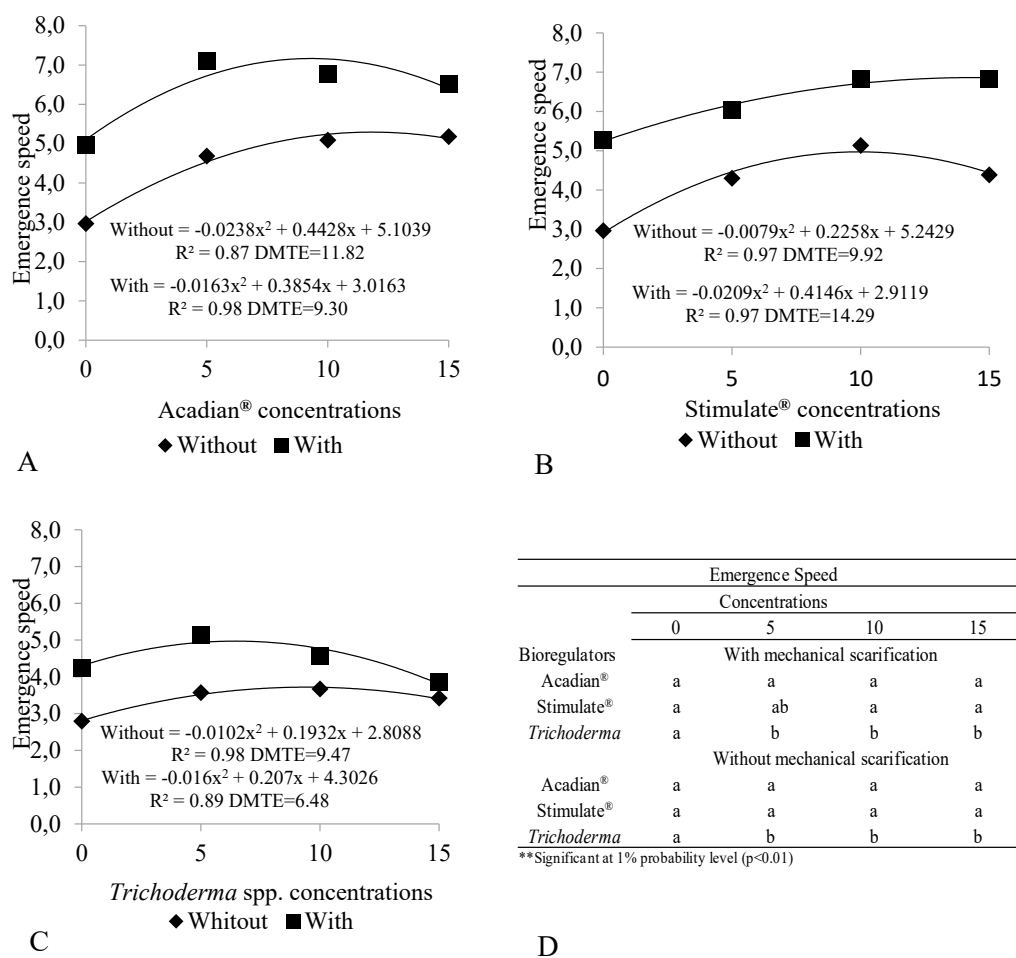 8,0
7,0
6,0
5,0
4,0
3,0
2,0
1,0
0,0
Emergence speed
Without = -0.0238x² + 0.4428x + 5.1039
R² = 0.87 DMTE=11.82
With = -0.0163x² + 0.3854x + 3.0163
R² = 0.98 DMTE=9.30
0 5 10 15
Acadian® concentrations
Without With
A
8,0
7,0
6,0
5,0
4,0
3,0
2,0
1,0
0,0
Emergence speed
Without = -0.0079x² + 0.2258x + 5.2429
R² = 0.97 DMTE=9.92
With = -0.0209x² + 0.4146x + 2.9119
R² = 0.97 DMTE=14.29
0 5 10 15
Stimulate® concentrations
Without With
B
8,0
7,0
6,0
5,0
4,0
3,0
2,0
1,0
0,0
Emergence speed
Without = -0.0102x² + 0.1932x + 2.8088
R² = 0.98 DMTE=9.47
With = -0.016x² + 0.207x + 4.3026
R² = 0.89 DMTE=6.48
0 5 10 15
Trichoderma spp. concentrations
Whitout With
C
Emergence Speed
Concentrations
0 5 10 15
Bioregulators With mechanical scarification
Acadian® a a a a
Stimulate® a ab a a
Trichoderma a b b b
Without mechanical scarification
Acadian® a a a a
Stimulate® a a a a
Trichoderma a b b b
**Significant at 1% probability level (p<0.01)
D